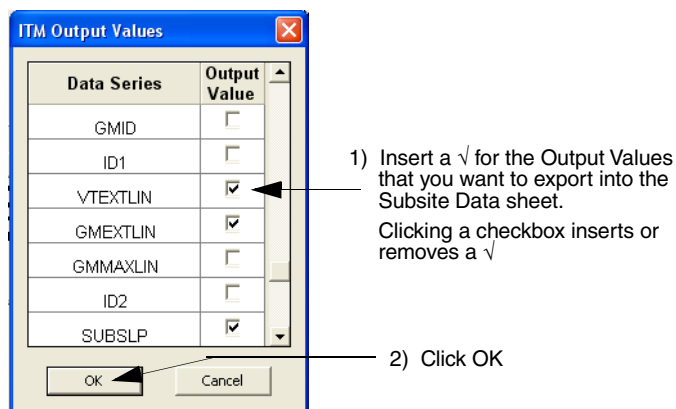 ITM Output Values
Data Series
Output
Value
GMID
ID1
VTEXTLIN
GMEXTLIN
GMMAXLIN
ID2
SUBSLP
OK
Cancel
1) Insert a √ for the Output Values
that you want to export into the
Subsite Data sheet.
Clicking a checkbox inserts or
removes a √
2) Click OK